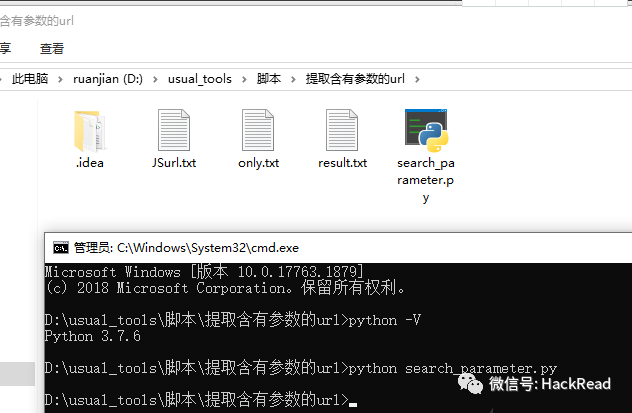 含有参数的url
享 查看
此电脑 > ruanjian (D:) > usual_tools > 脚本 > 提取含有参数的url >
.idea JSurl.txt only.txt result.txt search_pa
rameter.p
y
管理员: C:\Windows\System32\cmd.exe
Microsoft Windows [版本 10.0.17763.1879]
(c) 2018 Microsoft Corporation。保留所有权利。
D:\usual_tools\脚本\提取含有参数的url>python -V
Python 3.7.6
D:\usual_tools\脚本\提取含有参数的url>python search_parameter.py
微信号: HackRead
D:\usual_tools\脚本\提取含有参数的url>